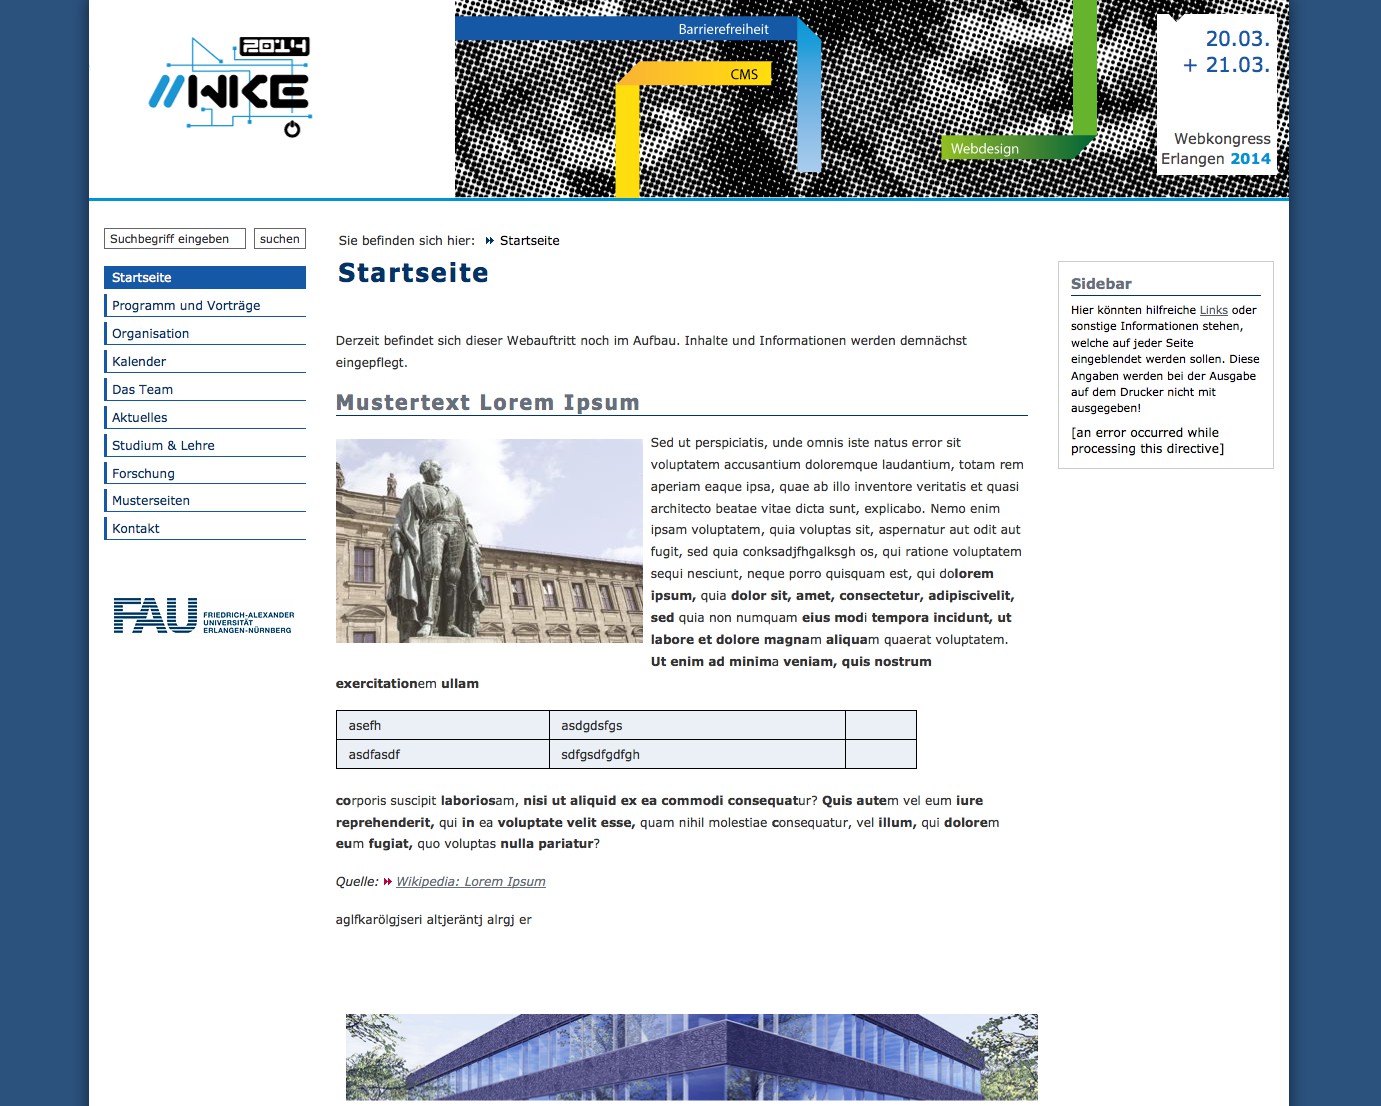 2014
//WKE
Barrierefreiheit
CMS
Webdesign
20.03.
+ 21.03.
Webkongress
Erlangen 2014
Suchbegriff eingeben
suchen
Startseite
Programm und Vorträge
Organisation
Kalender
Das Team
Aktuelles
Studium & Lehre
Forschung
Musterseiten
Kontakt
FAU
FRIEDRICH-ALEXANDER
UNIVERSITÄT
ERLANGEN-NÜRNBERG
Sie befinden sich hier: Startseite
Startseite
Derzeit befindet sich dieser Webauftritt noch im Aufbau. Inhalte und Informationen werden demnächst
eingepflegt.
Mustertext Lorem Ipsum
Sed ut perspiciatis, unde omnis iste natus error sit
voluptatem accusantium doloremque laudantium, totam rem
aperiam eaque ipsa, quae ab illo inventore veritatis et quasi
architecto beatae vitae dicta sunt, explicabo. Nemo enim
ipsam voluptatem, quia voluptas sit, aspernatur aut odit aut
fugit, sed quia conksadjfhgalksgh os, qui ratione voluptatem
sequi nesciunt, neque porro quisquam est, qui dolorem
ipsum, quia dolor sit, amet, consectetur, adipiscivelit,
sed quia non numquam eius modi tempora incidunt, ut
labore et dolore magnam aliquam quaerat voluptatem.
Ut enim ad minima veniam, quis nostrum
exercitationem ullam
asefh asdgdsfgs
asdfasdf sdfgsdfgdfgh
corporis suscipit laboriosam, nisi ut aliquid ex ea commodi consequatur? Quis autem vel eum iure
reprehenderit, qui in ea voluptate velit esse, quam nihil molestiae consequatur, vel illum, qui dolorem
eum fugiat, quo voluptas nulla pariatur?
Quelle: Wikipedia: Lorem Ipsum
aglfkarölgjseri altjeräntj alrgj er
Sidebar
Hier könnten hilfreiche Links oder
sonstige Informationen stehen,
welche auf jeder Seite
eingeblendet werden sollen. Diese
Angaben werden bei der Ausgabe
auf dem Drucker nicht mit
ausgegeben!
[an error occurred while
processing this directive]